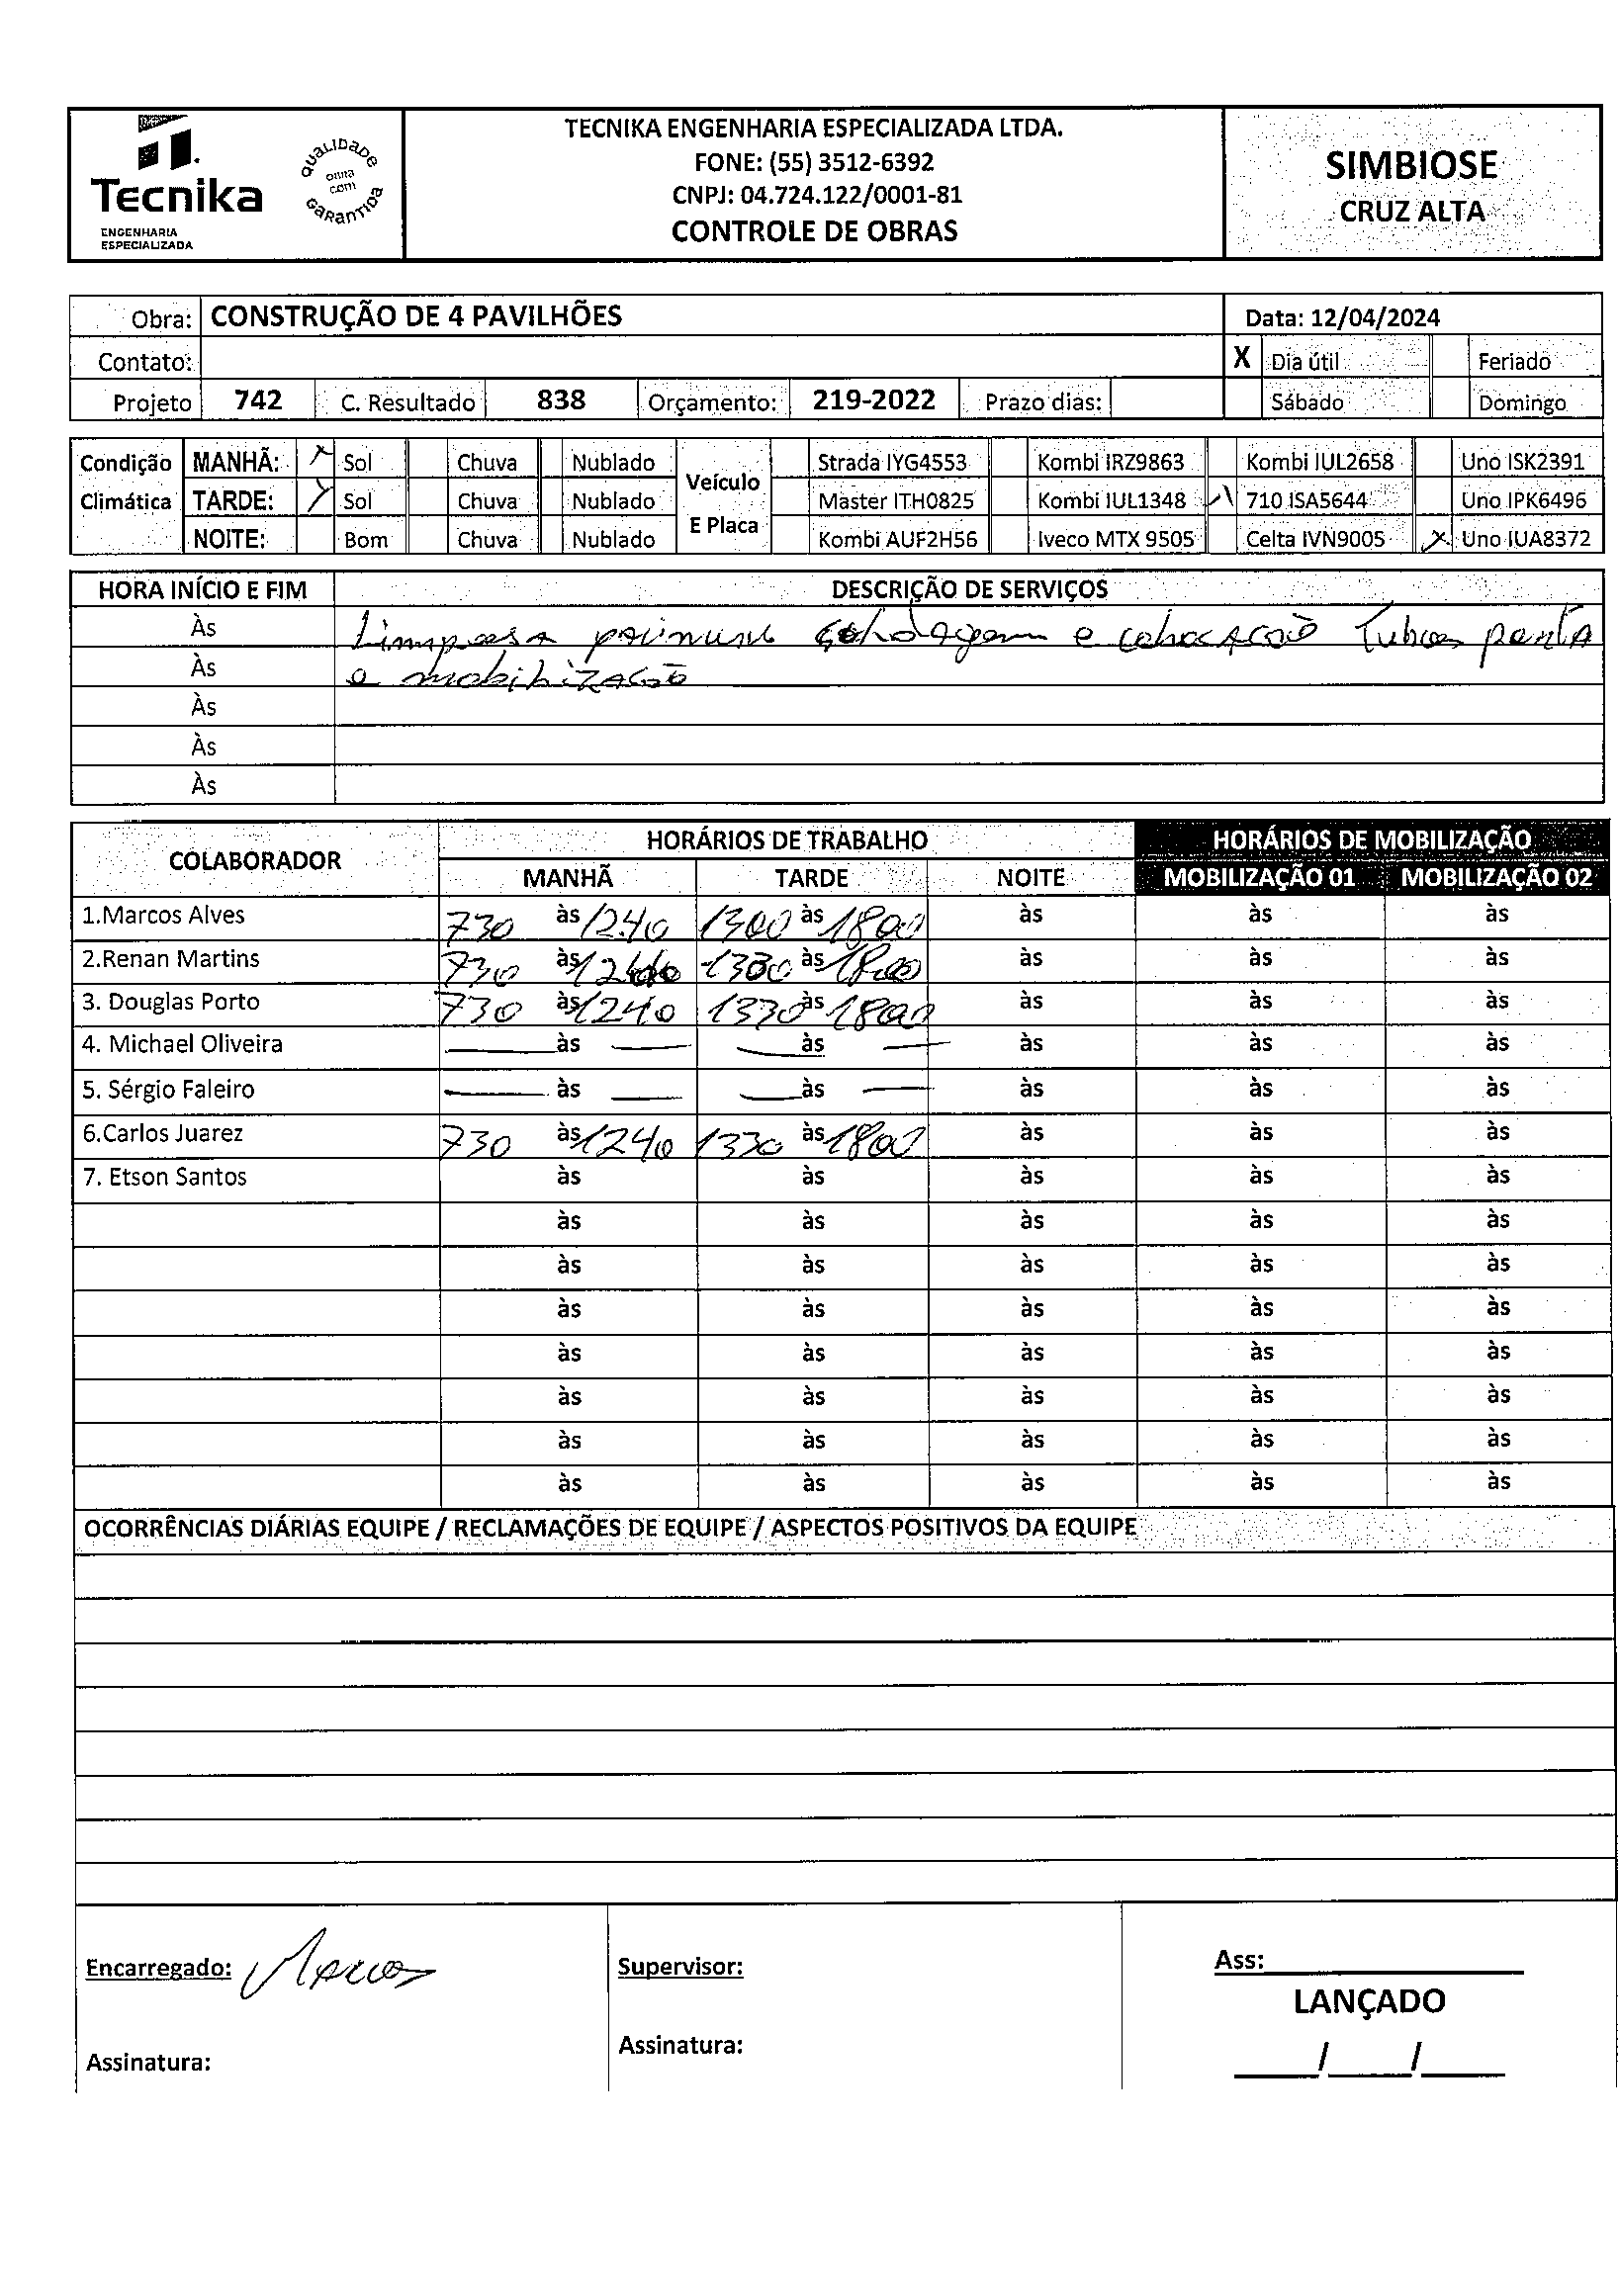 Tecnika
ENGENHARIA
ESPECIALIZADA
QUALIDADE
obra
com
GARANTIDA
TECNIKA ENGENHARIA ESPECIALIZADA LTDA.
FONE: (55) 3512-6392
CNPJ: 04.724.122/0001-81
CONTROLE DE OBRAS
SIMBIOSE
CRUZ ALTA
Obra: CONSTRUÇÃO DE 4 PAVILHÕES Data: 12/04/2024
Contato: X Dia útil Feriado
Projeto 742 C. Resultado 838 Orçamento: 219-2022 Prazo dias: Sábado Domingo
Condição Climática Veículo E Placa
MANHÃ: X Sol Chuva Nublado Strada IYG4553 Kombi IRZ9863 Kombi IUL2658 Uno ISK2391
TARDE: X Sol Chuva Nublado Master ITH0825 Kombi IUL1348 710 ISA5644 Uno IPK6496
NOITE: Bom Chuva Nublado Kombi AUF2H56 Iveco MTX 9505 Celta IVN9005 X Uno IUA8372
HORA INÍCIO E FIM DESCRIÇÃO DE SERVIÇOS
Às e Tubos
Às e mobilização
Às
Às
Às
COLABORADOR HORÁRIOS DE TRABALHO HORÁRIOS DE MOBILIZAÇÃO
MANHÃ TARDE NOITE MOBILIZAÇÃO 01 MOBILIZAÇÃO 02
1.Marcos Alves 730 às 1240 às 1800 às às às
2.Renan Martins 730 às às 1800 às às às
3. Douglas Porto 730 às 1240 1330 às 1800 às às às
4. Michael Oliveira — às — — às — às às às
5. Sérgio Faleiro — às — — às — às às às
6.Carlos Juarez 730 às 1240 1330 às 1800 às às às
7. Etson Santos às às às às às
às às às às às
às às às às às
às às às às às
às às às às às
às às às às às
às às às às às
às às às às às
OCORRÊNCIAS DIÁRIAS EQUIPE / RECLAMAÇÕES DE EQUIPE / ASPECTOS POSITIVOS DA EQUIPE
Encarregado: Marcos
Supervisor:
Ass:
LANÇADO
Assinatura:
Assinatura:
___/___/___